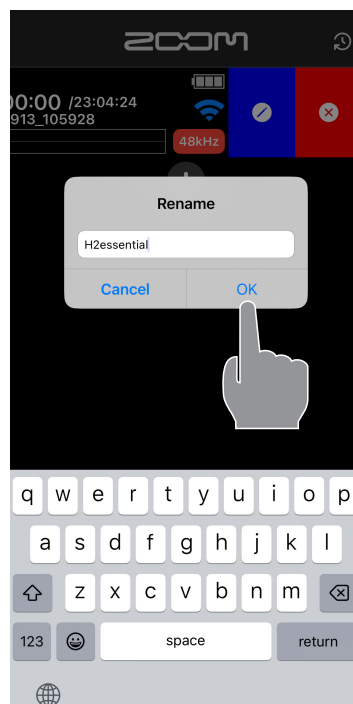 ZOOM
00:00 /23:04:24
913_105928
48kHz
Rename
H2essential
Cancel OK
q w e r t y u i o p
a s d f g h j k l
z x c v b n m
123 space return